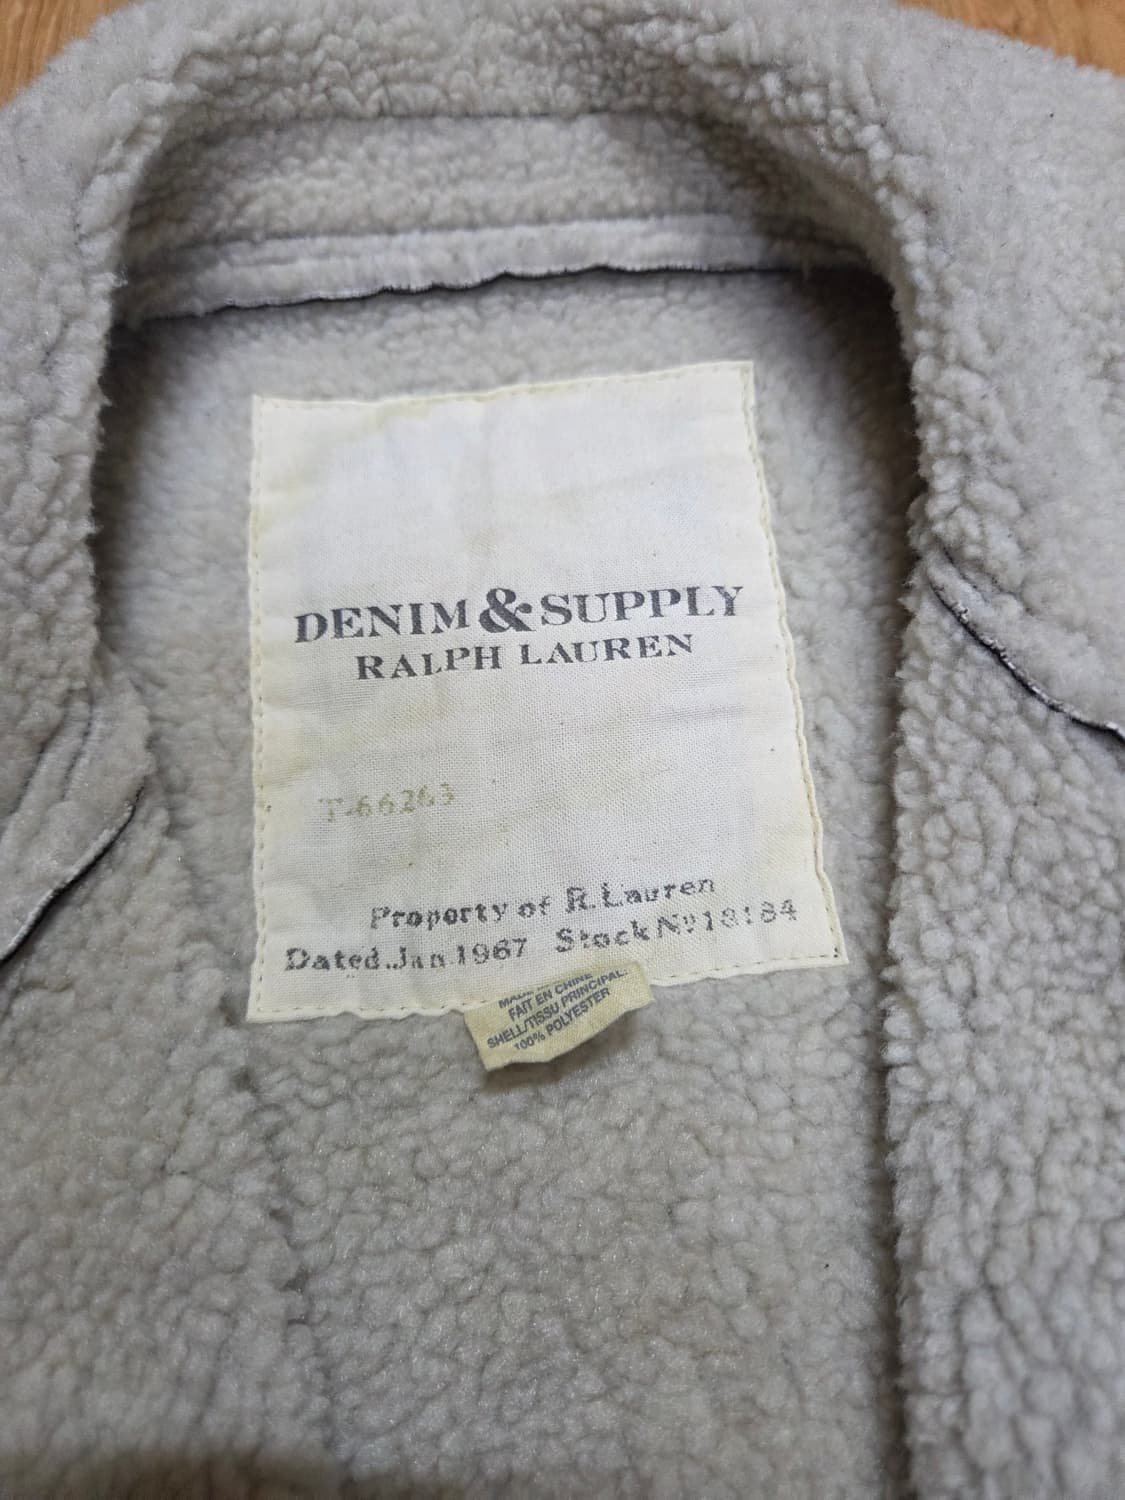 DENIM & SUPPLY
RALPH LAUREN
T-66263
Property of R. Lauren
Dated Jan 1967 Stock Nº 18184
FAIT EN CHINE
SHELL/TISSU PRINCIPAL:
100% POLYESTER